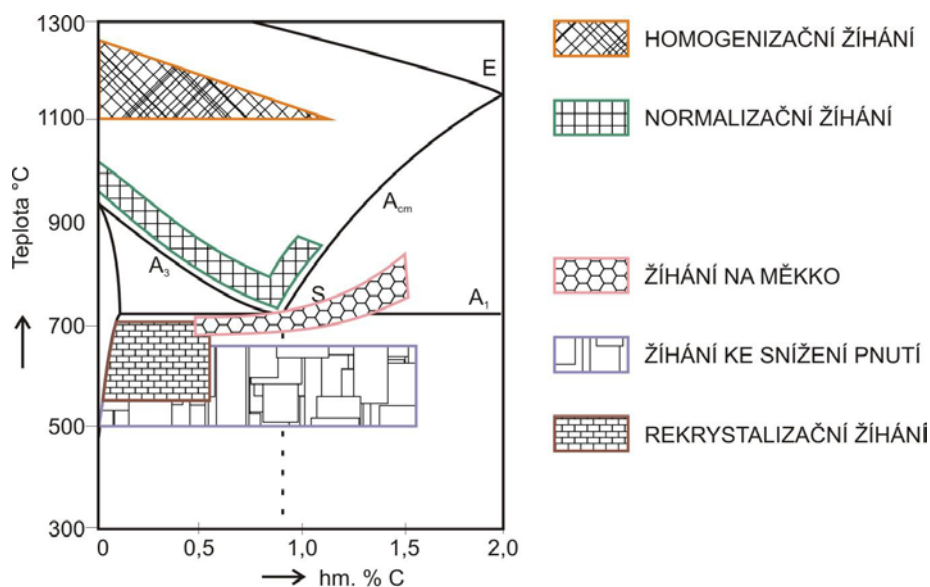 1300
1100
900
700
500
300
Teplota °C
0
0,5
1,0
1,5
2,0
hm. % C
E
A₃
S
Acm
A₁
HOMOGENIZAČNÍ ŽÍHÁNÍ
NORMALIZAČNÍ ŽÍHÁNÍ
ŽÍHÁNÍ NA MĚKKO
ŽÍHÁNÍ KE SNÍŽENÍ PNUTÍ
REKRYSTALIZAČNÍ ŽÍHÁNÍ